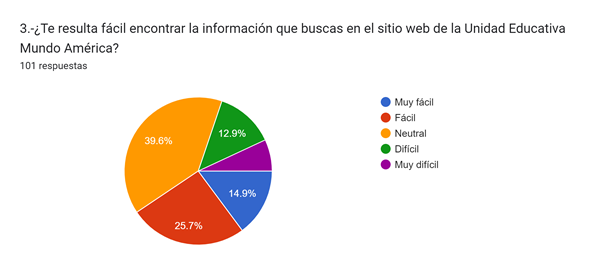 3.-¿Te resulta fácil encontrar la información que buscas en el sitio web de la Unidad Educativa
Mundo América?
101 respuestas
Muy fácil
Fácil
Neutral
Difícil
Muy difícil
39.6%
12.9%
14.9%
25.7%